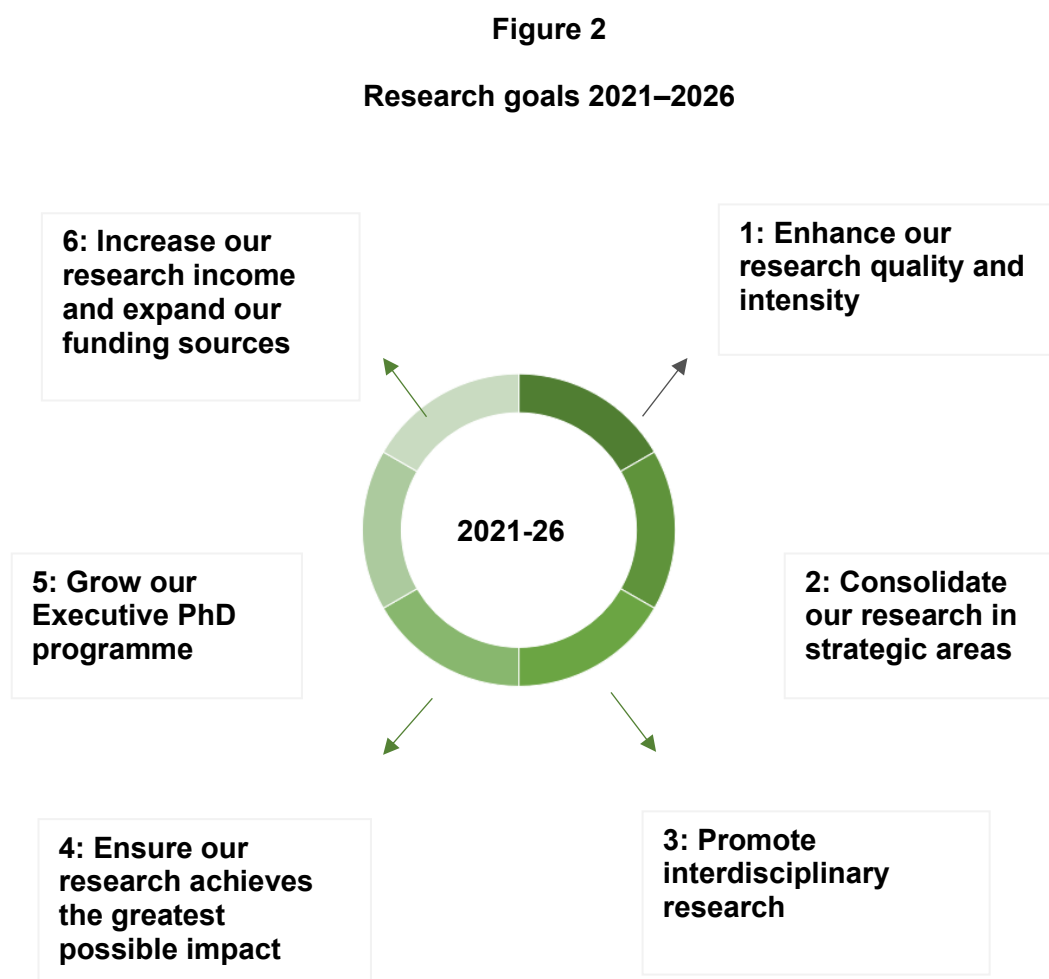 Figure 2
Research goals 2021–2026
6: Increase our
research income
and expand our
funding sources
1: Enhance our
research quality and
intensity
2021-26
5: Grow our
Executive PhD
programme
2: Consolidate
our research in
strategic areas
4: Ensure our
research achieves
the greatest
possible impact
3: Promote
interdisciplinary
research